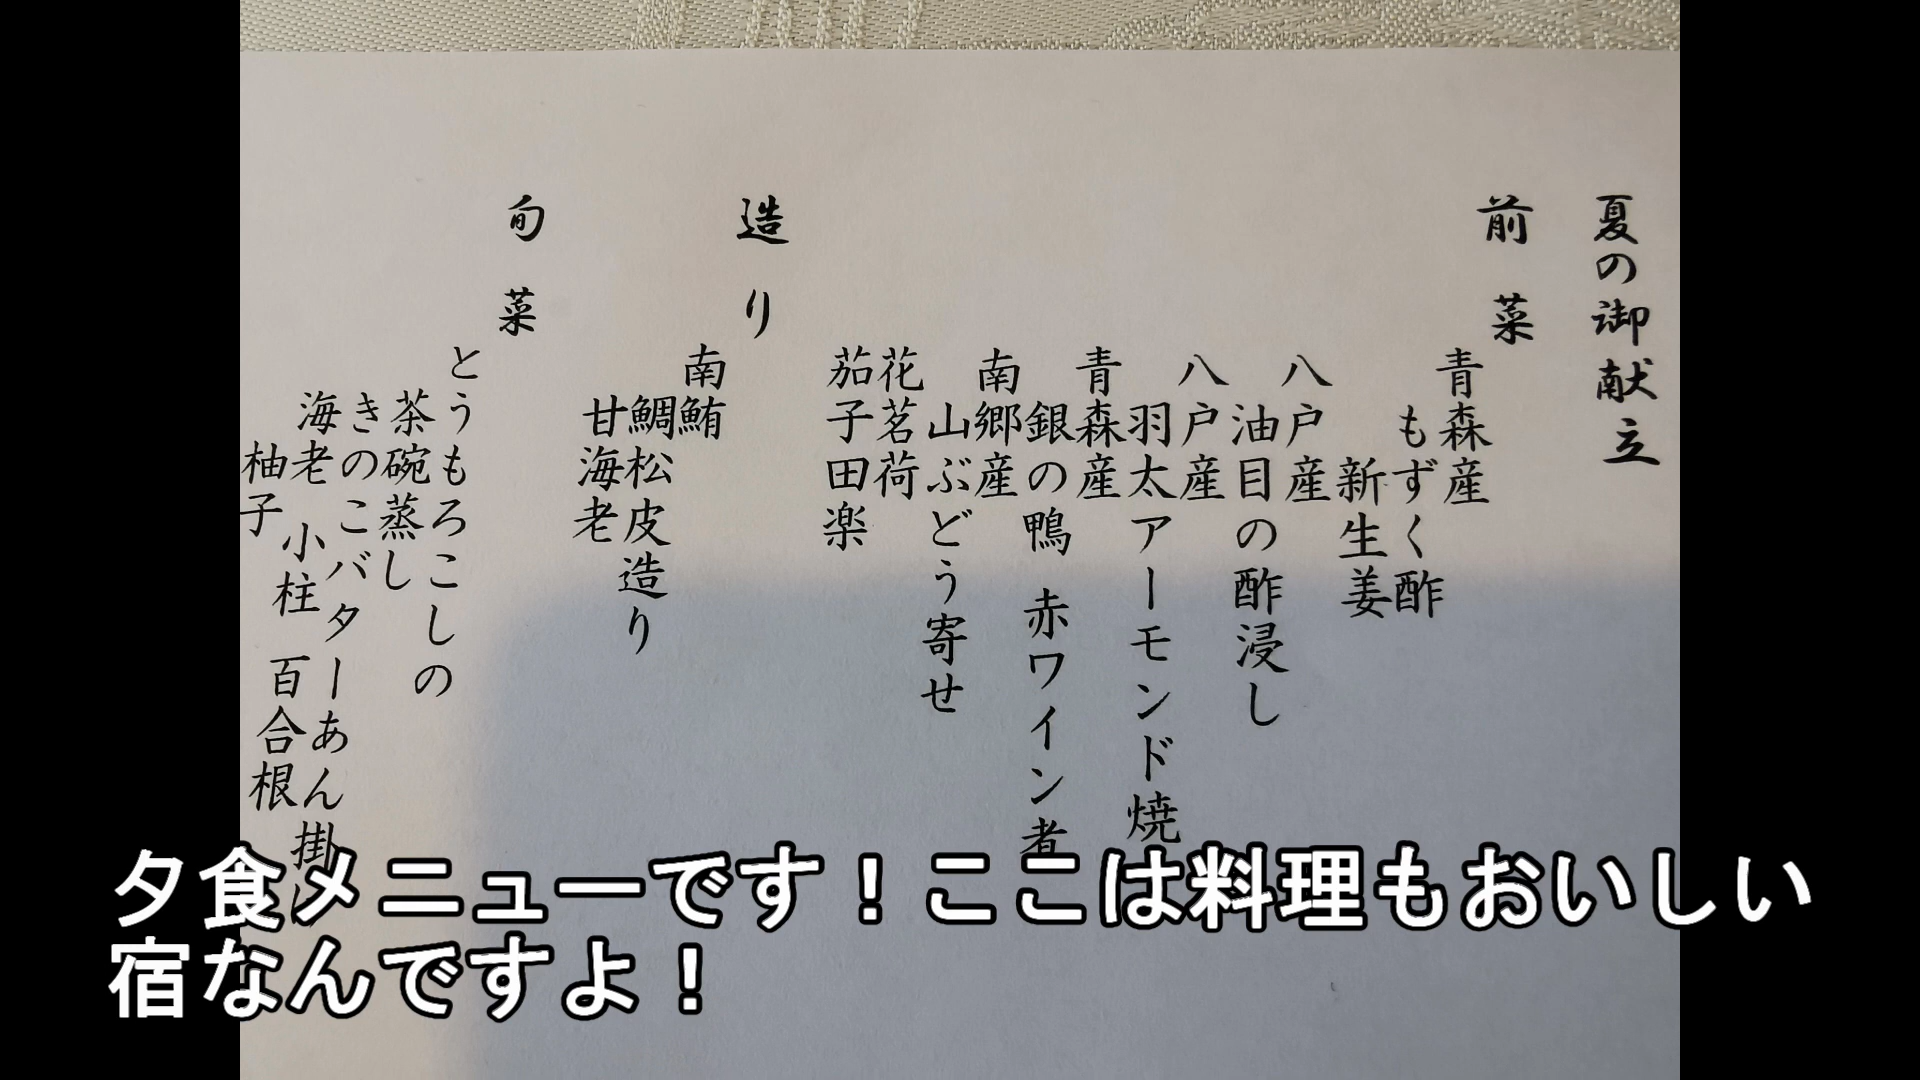 夏の御献立
前菜
青森産
もずく酢
新生姜
八戸産
油目の酢浸し
八戸産
羽太アーモンド焼
青森産
銀の鴨 赤ワイン煮
南郷産
山ぶどう寄せ
花茗荷
茄子田楽
造り
南鮪
鯛松皮造り
甘海老
旬菜
とうもろこしの
茶碗蒸し
きのこバターあん掛け
海老 小柱 百合根
柚子
夕食メニューです！ここは料理もおいしい
宿なんですよ！